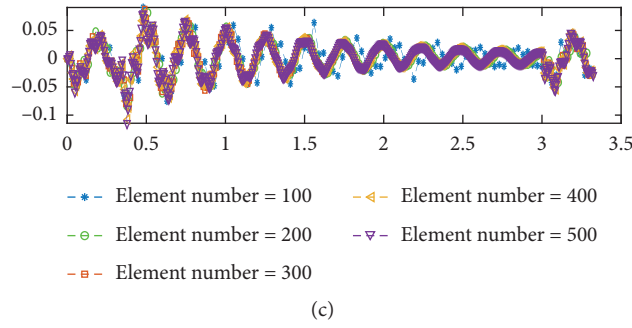 0.05
0
−0.05
−0.1
0 0.5 1 1.5 2 2.5 3 3.5
Element number = 100
Element number = 200
Element number = 300
Element number = 400
Element number = 500
(c)